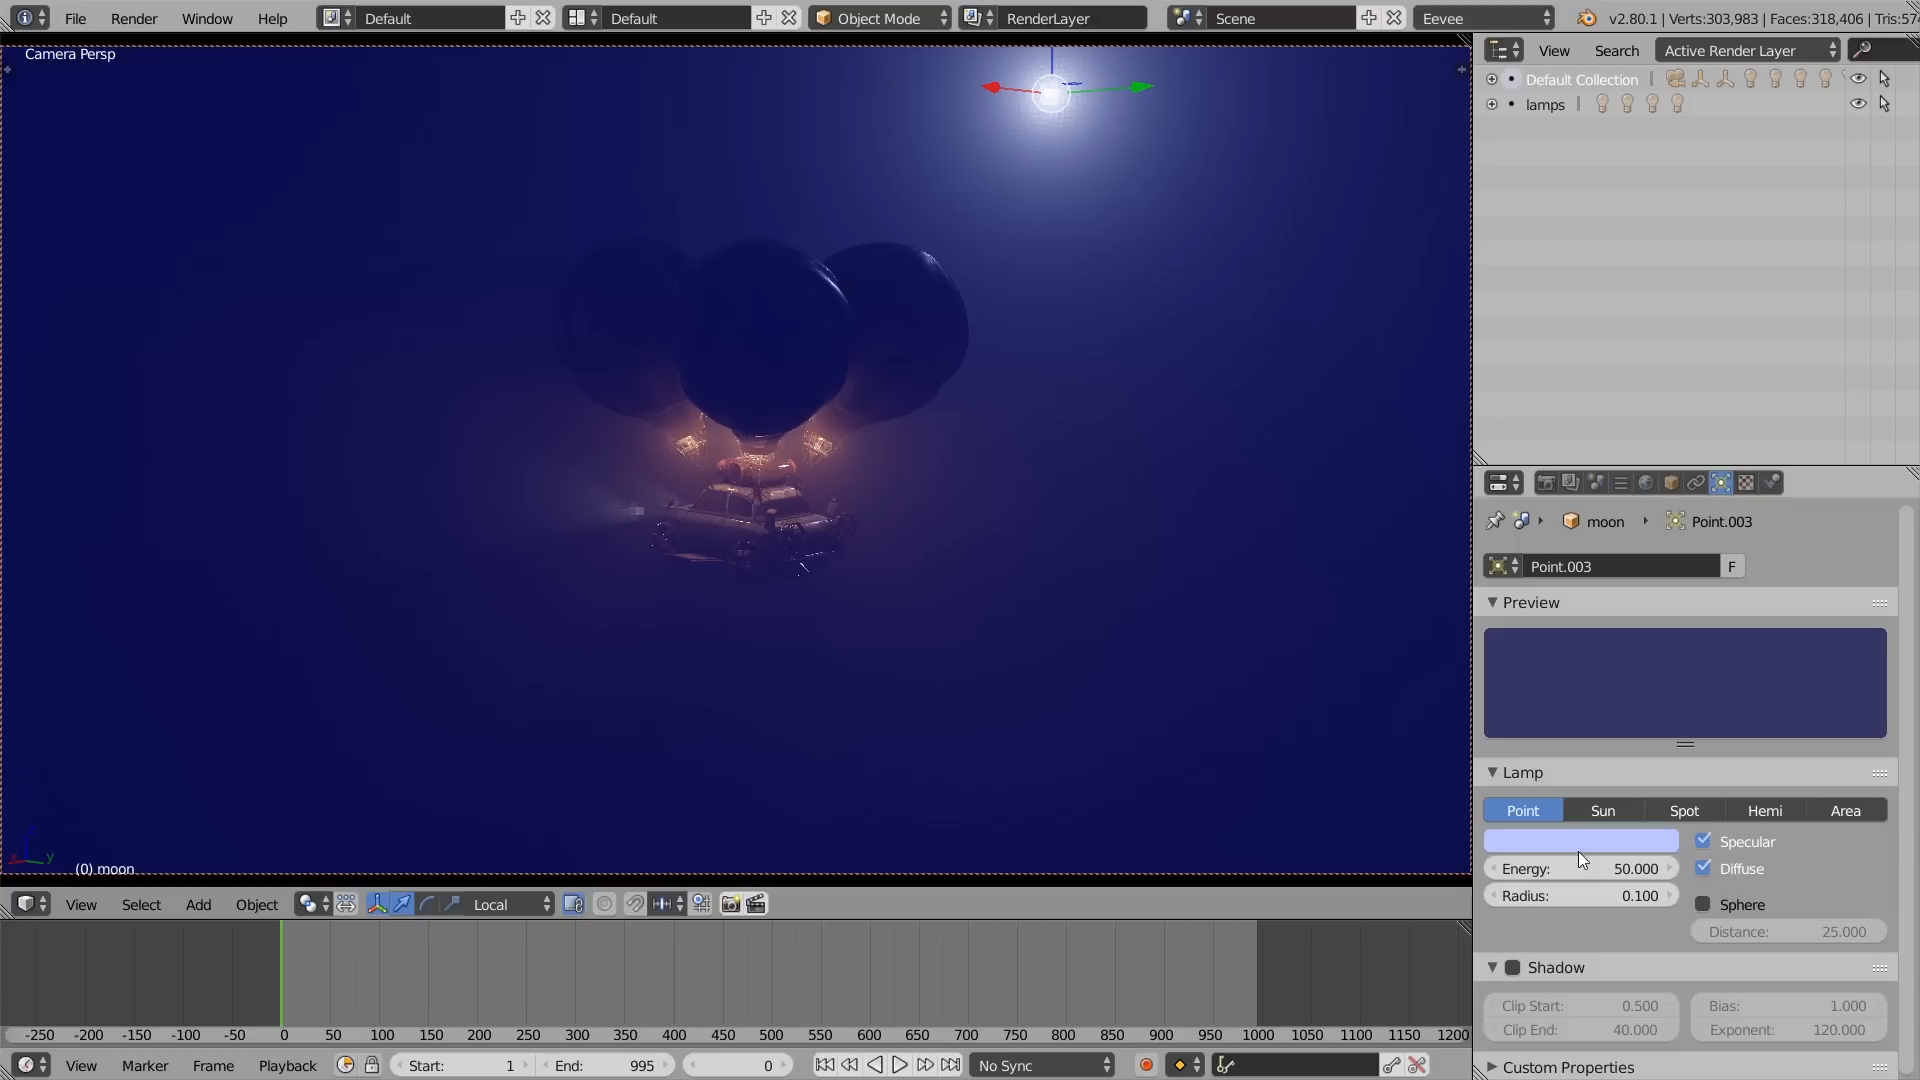 File Render Window Help Default Default Object Mode RenderLayer Scene Eevee v2.80.1 | Verts:303,983 | Faces:318,406 | Tris:574
Camera Persp
View Search Active Render Layer
Default Collection
lamps
moon Point.003
Point.003 F
Preview
Lamp
Point Sun Spot Hemi Area
Specular
Energy: 50.000 Diffuse
Radius: 0.100 Sphere
Distance: 25.000
Shadow
Clip Start: 0.500 Bias: 1.000
Clip End: 40.000 Exponent: 120.000
Custom Properties
x y
(0) moon
View Select Add Object Local
-250 -200 -150 -100 -50 0 50 100 150 200 250 300 350 400 450 500 550 600 650 700 750 800 850 900 950 1000 1050 1100 1150 1200
View Marker Frame Playback Start: 1 End: 995 0 No Sync